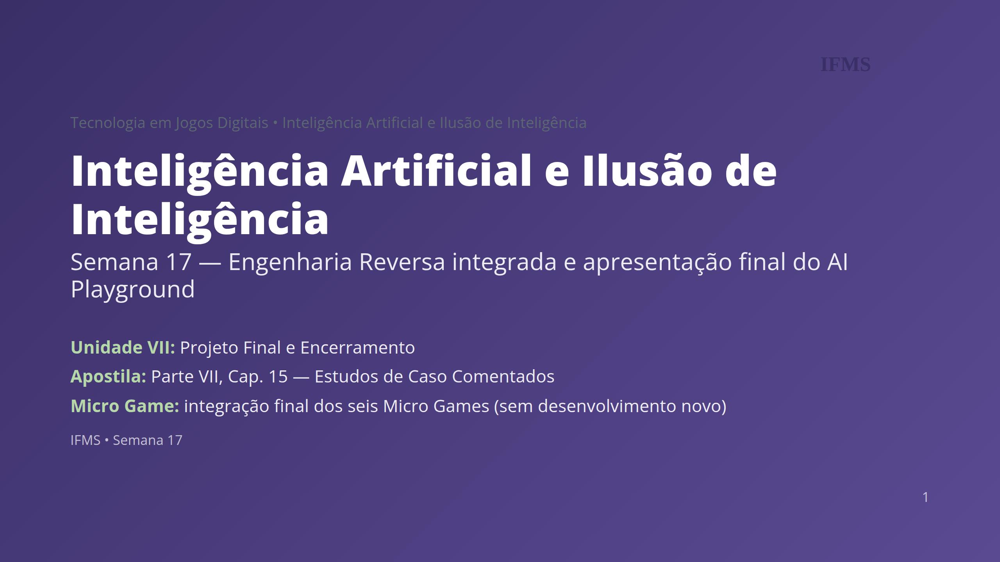 IFMS
Tecnologia em Jogos Digitais • Inteligência Artificial e Ilusão de Inteligência
Inteligência Artificial e Ilusão de
Inteligência
Semana 17 — Engenharia Reversa integrada e apresentação final do AI
Playground
Unidade VII: Projeto Final e Encerramento
Apostila: Parte VII, Cap. 15 — Estudos de Caso Comentados
Micro Game: integração final dos seis Micro Games (sem desenvolvimento novo)
IFMS • Semana 17
1